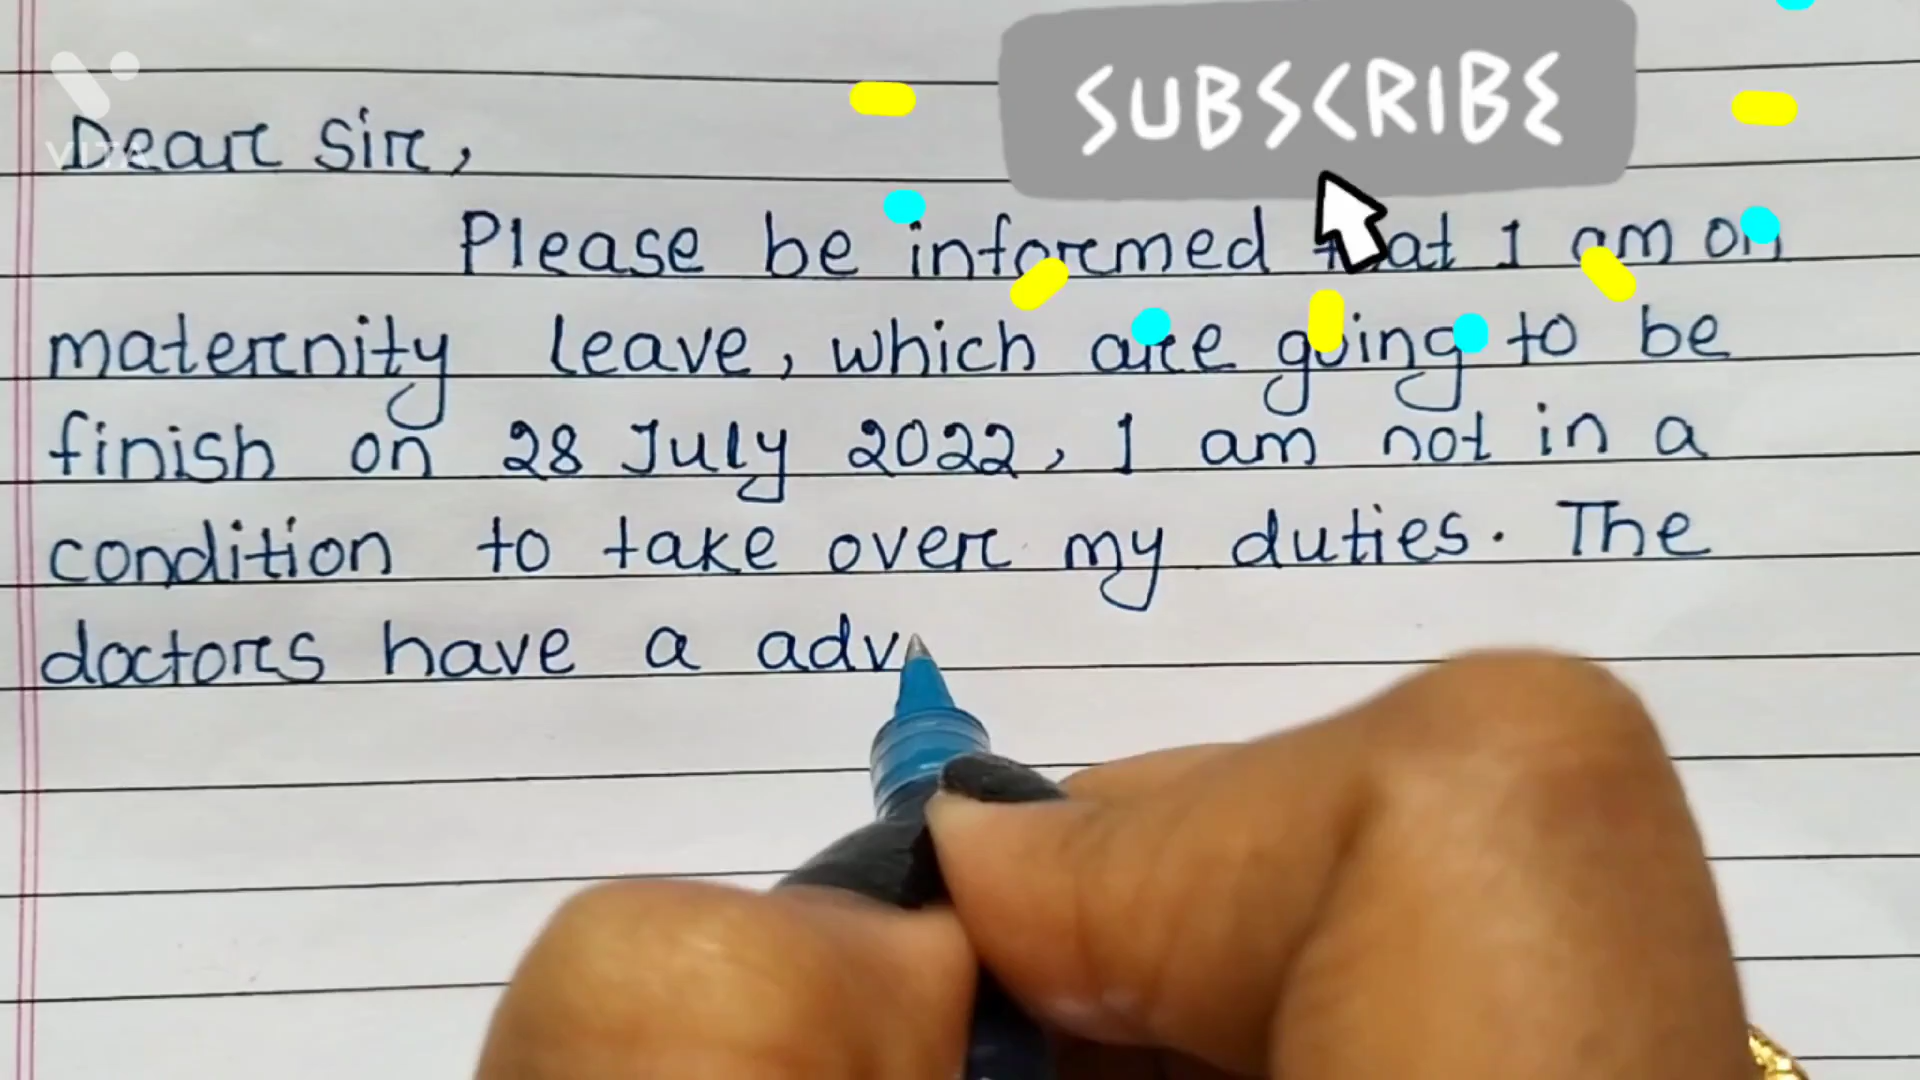 SUBSCRIBE
VITA
Dear Sir,
Please be informed that I am on
maternity leave, which are going to be
finish on 28 July 2022, I am not in a
condition to take over my duties. The
doctors have a adv